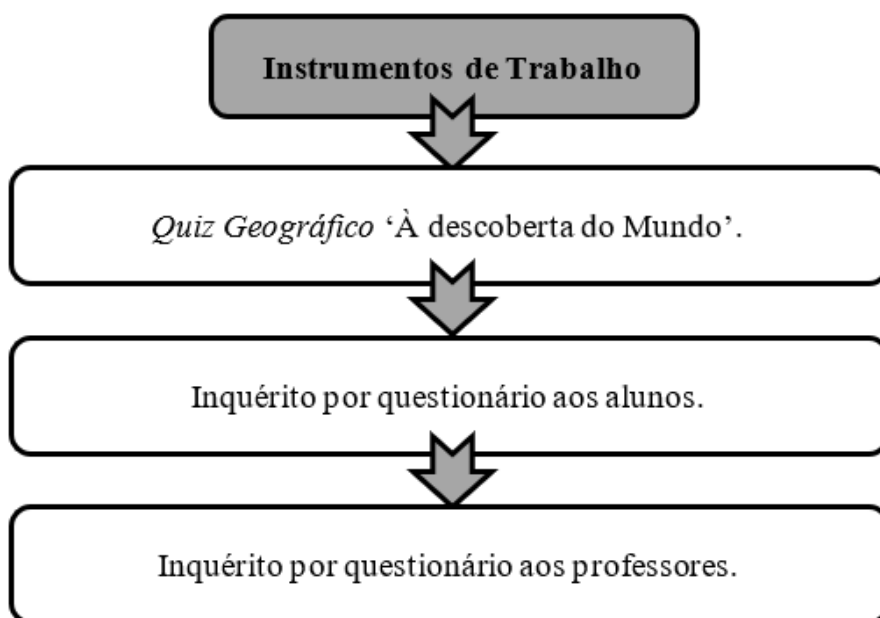 Instrumentos de Trabalho
Quiz Geográfico ‘À descoberta do Mundo’.
Inquérito por questionário aos alunos.
Inquérito por questionário aos professores.